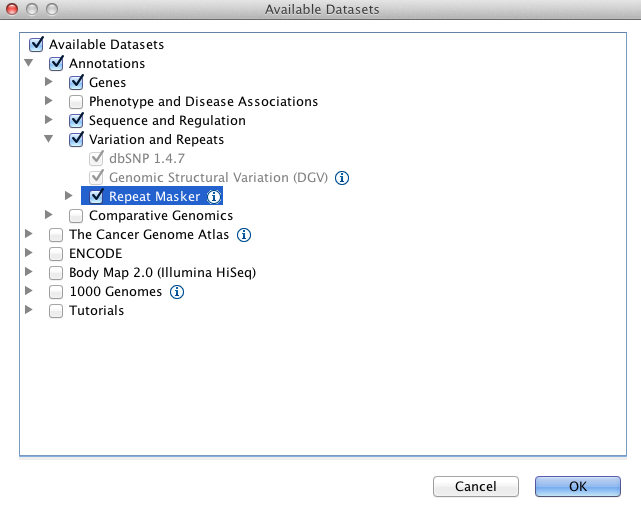 Available Datasets
Available Datasets
Annotations
Genes
Phenotype and Disease Associations
Sequence and Regulation
Variation and Repeats
dbSNP 1.4.7
Genomic Structural Variation (DGV)
Repeat Masker
Comparative Genomics
The Cancer Genome Atlas
ENCODE
Body Map 2.0 (Illumina HiSeq)
1000 Genomes
Tutorials
Cancel OK